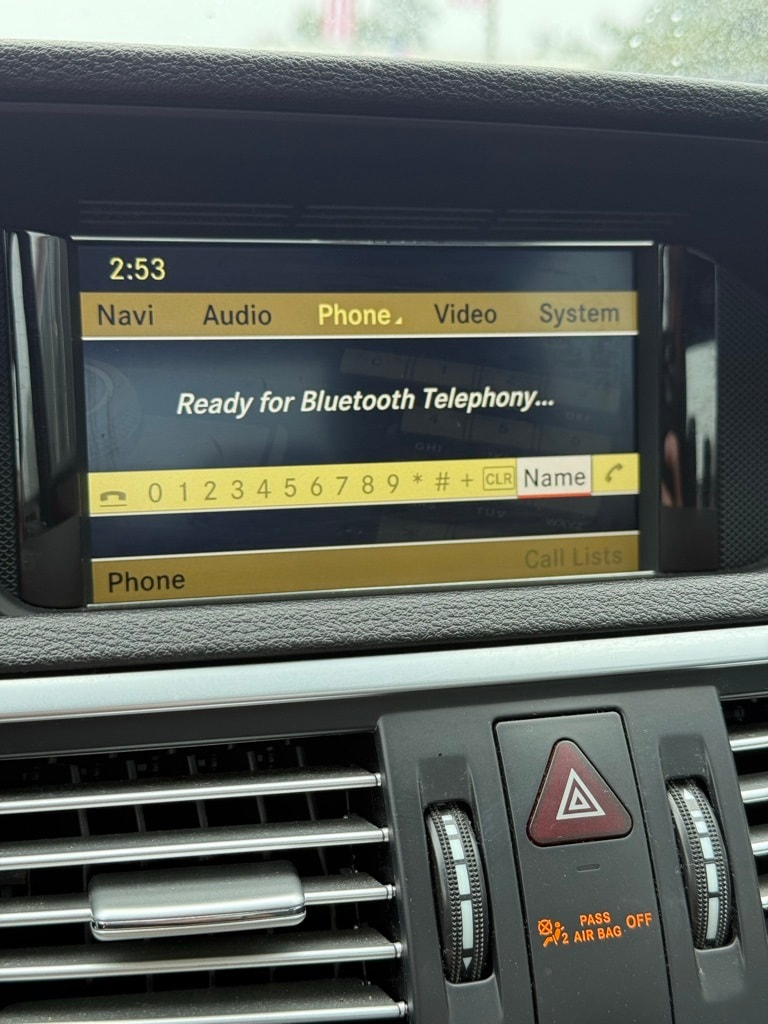 2:53
Navi Audio Phone Video System
Ready for Bluetooth Telephony...
0 1 2 3 4 5 6 7 8 9 * # + CLR Name
Phone Call Lists
PASS
2 AIR BAG OFF